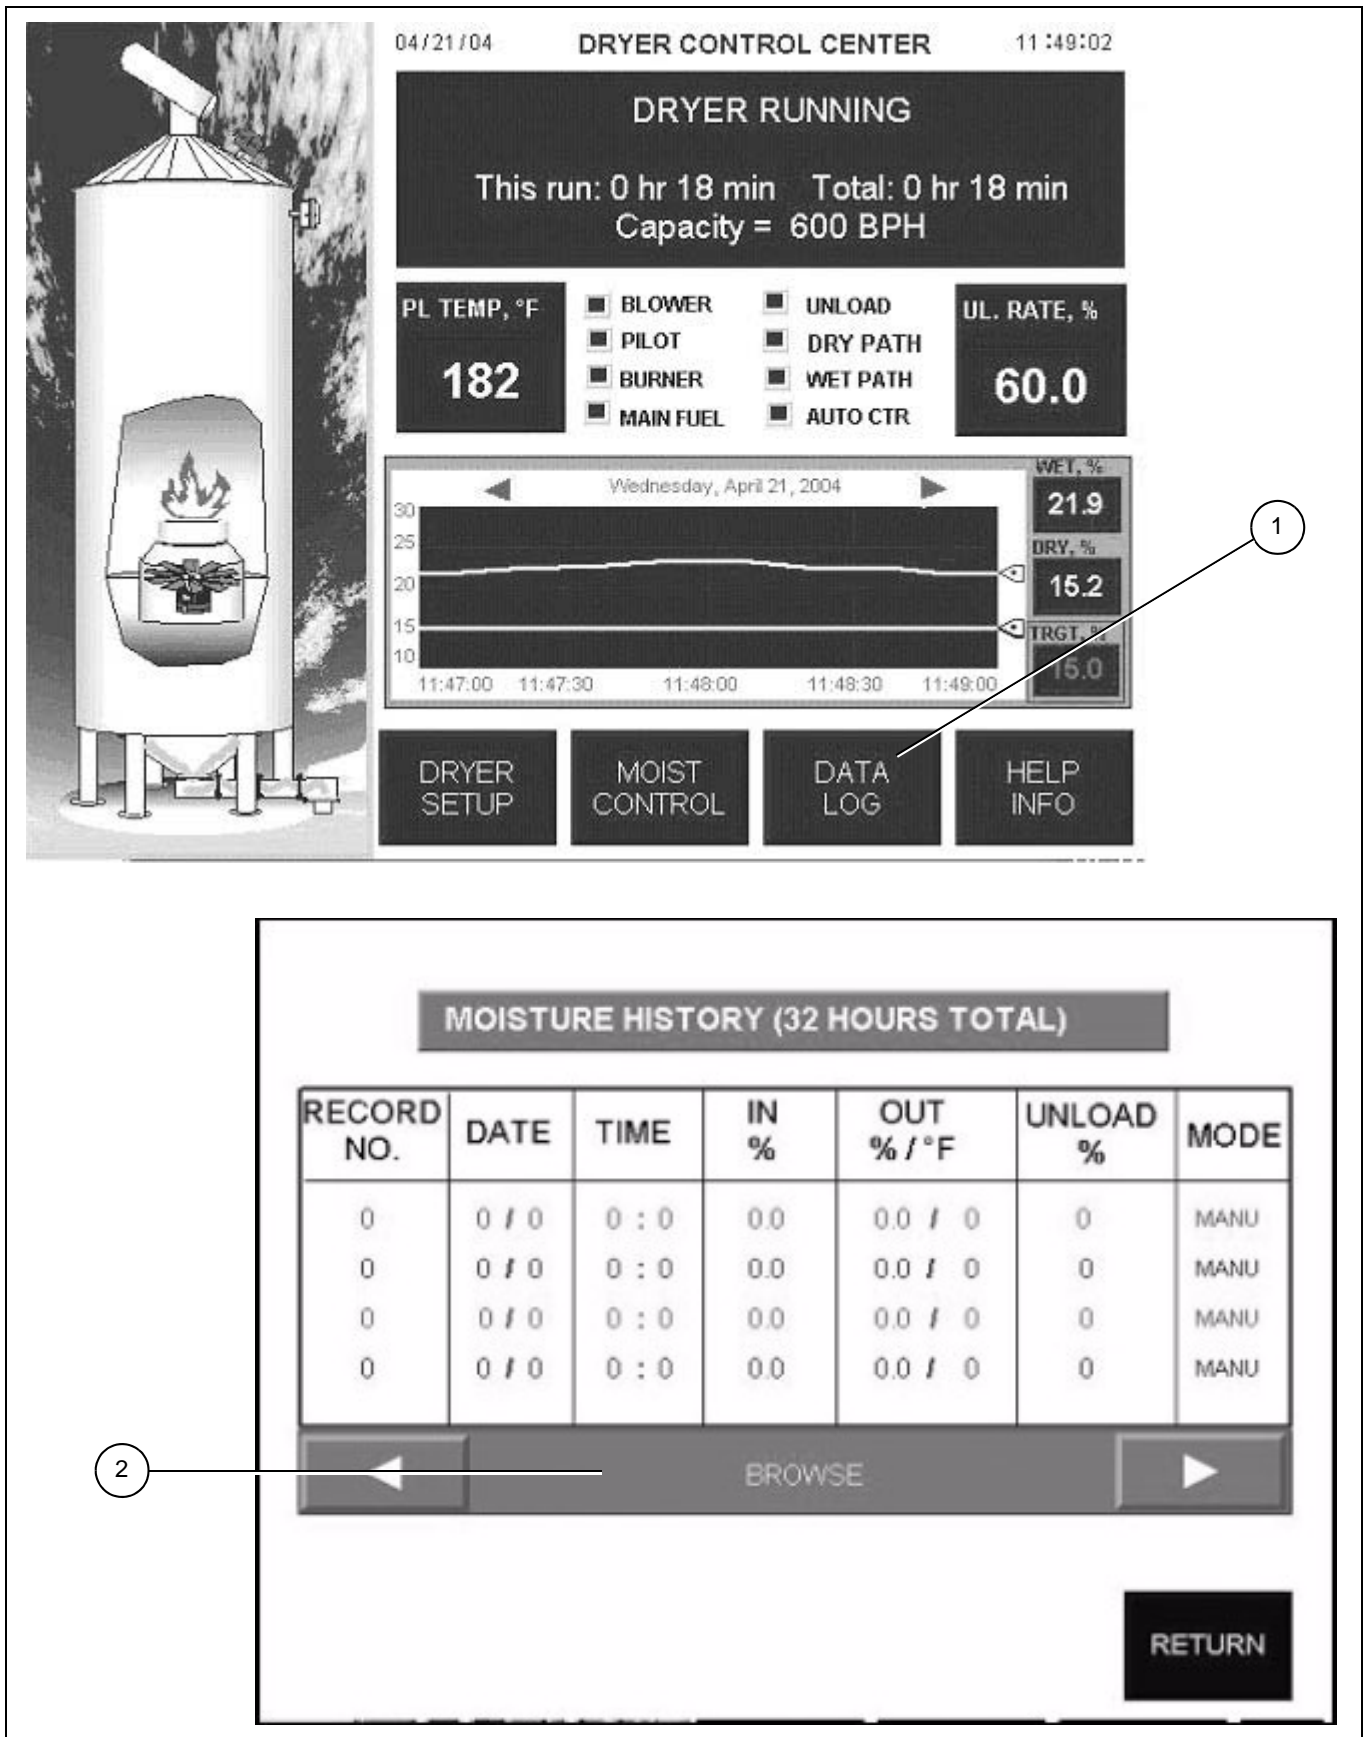 04/21/04 DRYER CONTROL CENTER 11:49:02
DRYER RUNNING
This run: 0 hr 18 min Total: 0 hr 18 min
Capacity = 600 BPH
PL TEMP, °F
182
BLOWER
PILOT
BURNER
MAIN FUEL
UNLOAD
DRY PATH
WET PATH
AUTO CTR
UL. RATE, %
60.0
Wednesday, April 21, 2004
30
25
20
15
10
11:47:00 11:47:30 11:48:00 11:48:30 11:49:00
WET, %
21.9
DRY, %
15.2
TRGT, %
15.0
1
DRYER
SETUP
MOIST
CONTROL
DATA
LOG
HELP
INFO
MOISTURE HISTORY (32 HOURS TOTAL)
RECORD NO. DATE TIME IN % OUT % / °F UNLOAD % MODE
0 0 / 0 0 : 0 0.0 0.0 / 0 0 MANU
0 0 / 0 0 : 0 0.0 0.0 / 0 0 MANU
0 0 / 0 0 : 0 0.0 0.0 / 0 0 MANU
0 0 / 0 0 : 0 0.0 0.0 / 0 0 MANU
2
BROWSE
RETURN